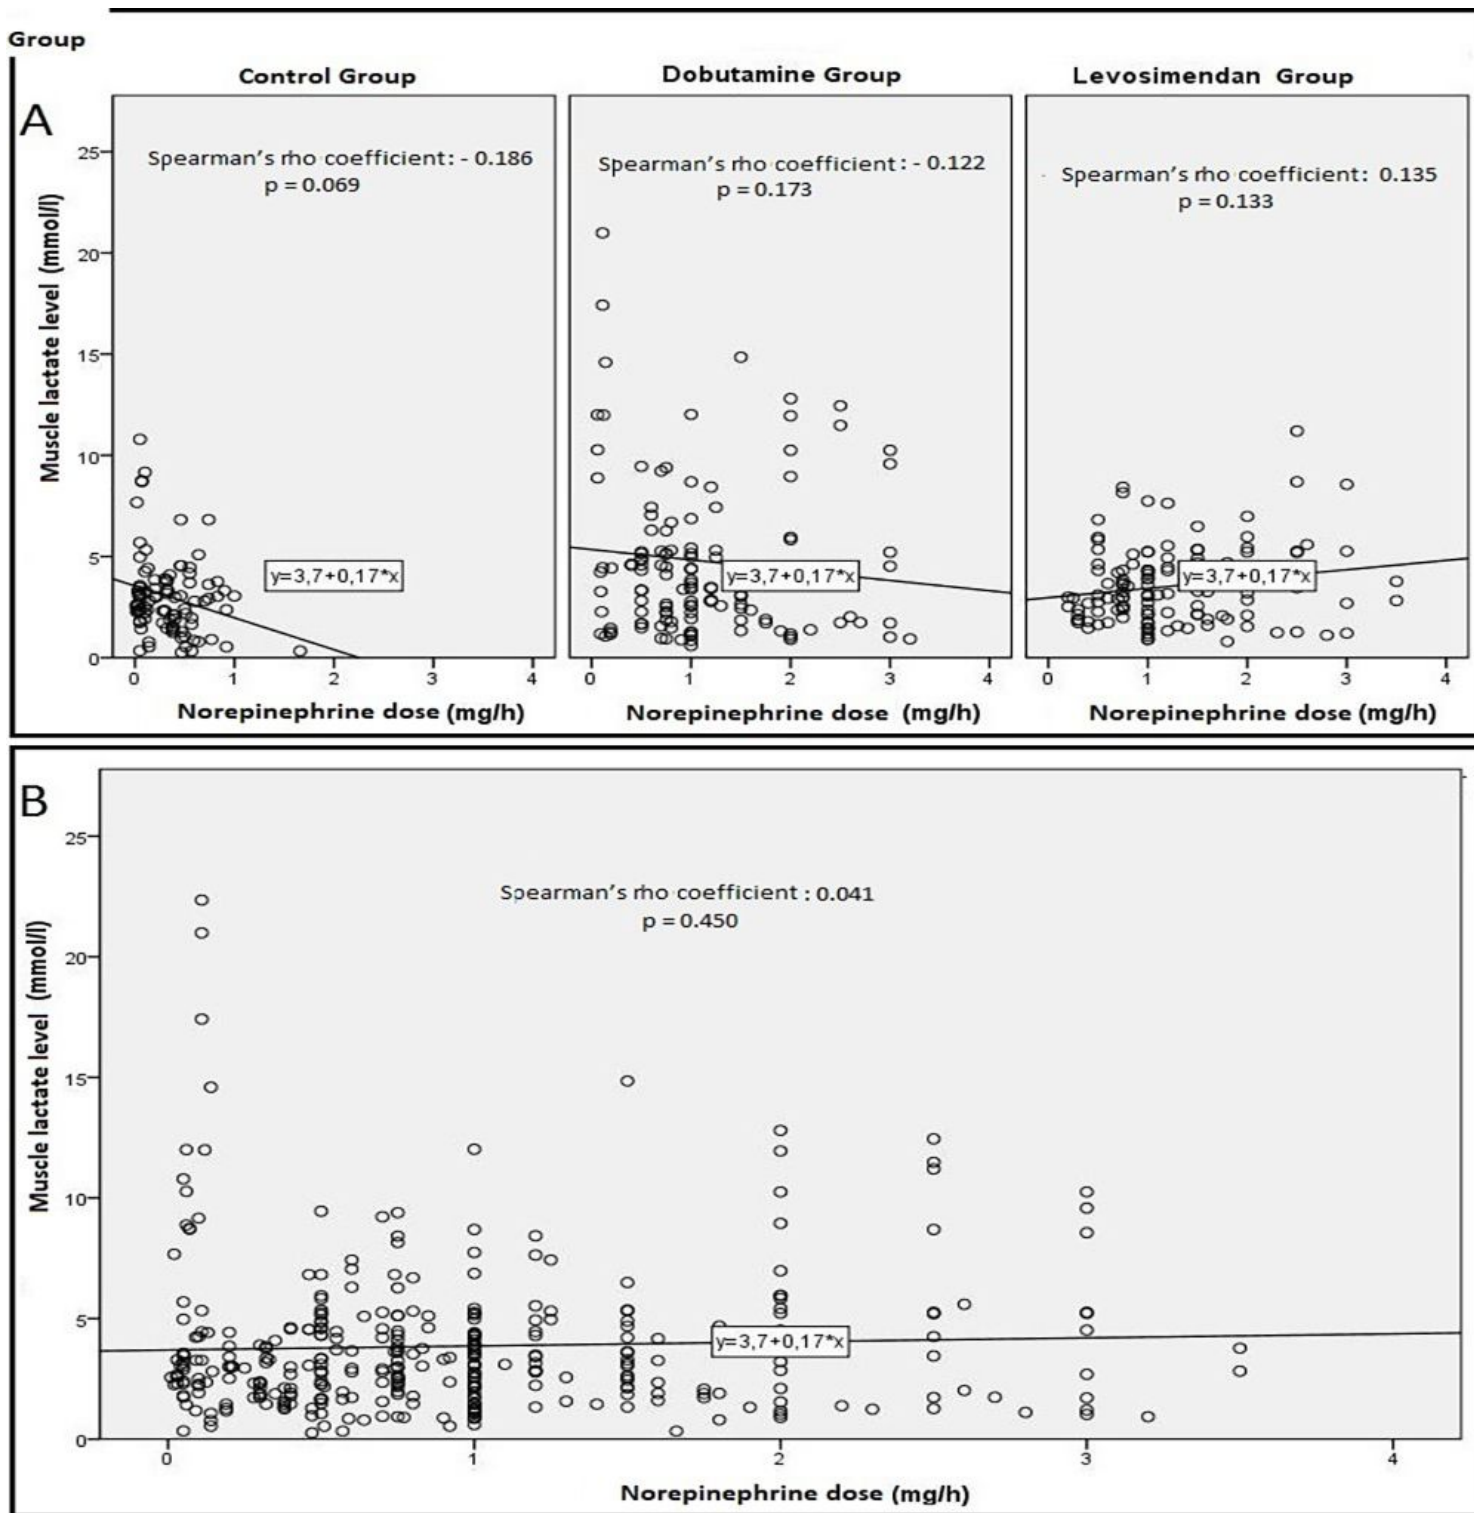 Group
Control Group
Dobutamine Group
Levosimendan Group
A
Muscle lactate level (mmol/l)
25
20
15
10
5
0
Spearman's rho coefficient: - 0.186
p = 0.069
y=3,7+0,17*x
0 1 2 3 4
Norepinephrine dose (mg/h)
Spearman's rho coefficient: - 0.122
p = 0.173
y=3,7+0,17*x
0 1 2 3 4
Norepinephrine dose (mg/h)
Spearman's rho coefficient: 0.135
p = 0.133
y=3,7+0,17*x
0 1 2 3 4
Norepinephrine dose (mg/h)
B
Muscle lactate level (mmol/l)
25
20
15
10
5
0
Spearman's rho coefficient : 0.041
p = 0.450
y=3,7+0,17*x
0 1 2 3 4
Norepinephrine dose (mg/h)